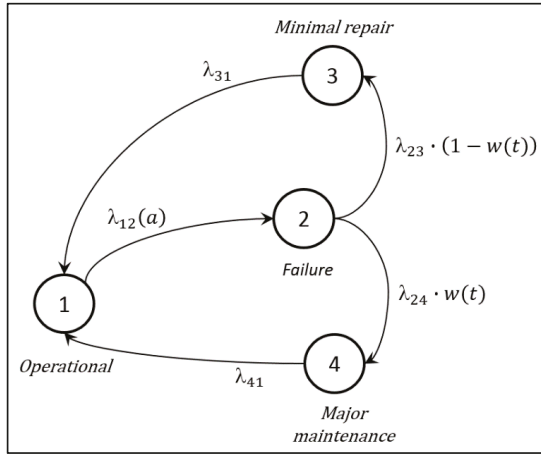 Minimal repair
3
λ₃₁
λ₂₃ · (1 − w(t))
λ₁₂(a)
2
Failure
λ₂₄ · w(t)
1
Operational
λ₄₁
4
Major
maintenance